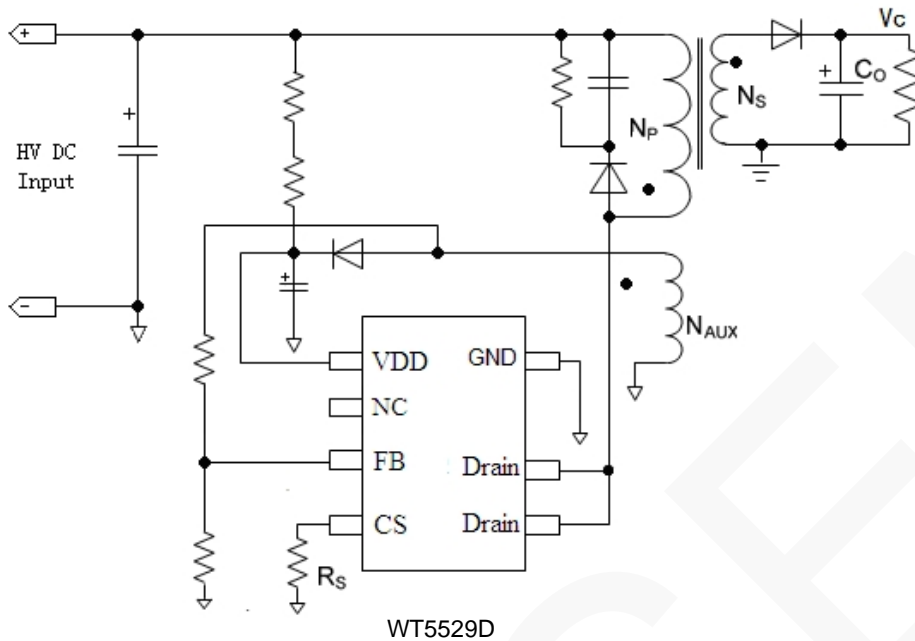 +
Vc
+
+
Co
NS
NP
HV DC
Input
+
-
NAUX
VDD
GND
NC
FB
Drain
CS
Drain
RS
WT5529D